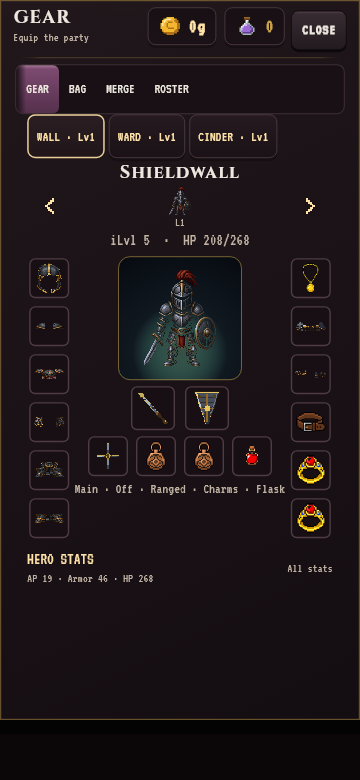 GEAR
Equip the party
0g
0
CLOSE
GEAR
BAG
MERGE
ROSTER
WALL · Lv1
WARD · Lv1
CINDER · Lv1
SHIELDWALL
L1
iLvl 5 · HP 208/268
Main · Off · Ranged · Charms · Flask
HERO STATS
AP 19 · Armor 46 · HP 268
All stats